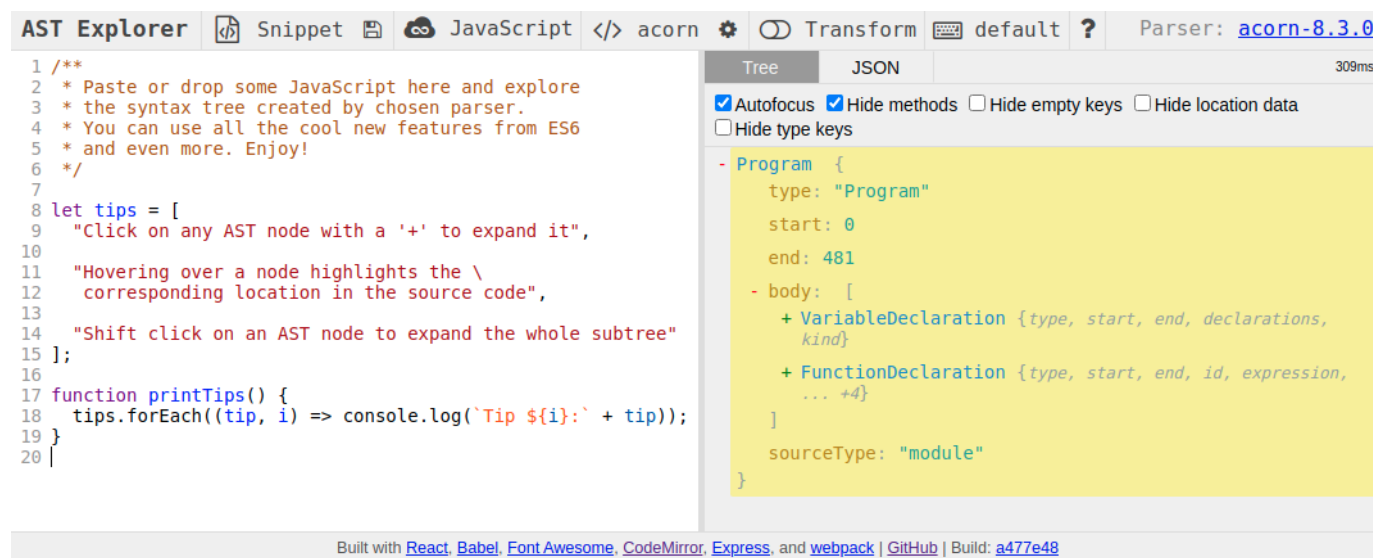 AST Explorer Snippet JavaScript </> acorn Transform default ? Parser: acorn-8.3.0
1 /**
2  * Paste or drop some JavaScript here and explore
3  * the syntax tree created by chosen parser.
4  * You can use all the cool new features from ES6
5  * and even more. Enjoy!
6  */
7
8 let tips = [
9   "Click on any AST node with a '+' to expand it",
10
11   "Hovering over a node highlights the \
12    corresponding location in the source code",
13
14   "Shift click on an AST node to expand the whole subtree"
15 ];
16
17 function printTips() {
18   tips.forEach((tip, i) => console.log(`Tip ${i}:` + tip));
19 }
20
Tree JSON 309ms
Autofocus Hide methods Hide empty keys Hide location data
Hide type keys
- Program {
type: "Program"
start: 0
end: 481
- body: [
+ VariableDeclaration {type, start, end, declarations,
kind}
+ FunctionDeclaration {type, start, end, id, expression,
... +4}
]
sourceType: "module"
}
Built with React, Babel, Font Awesome, CodeMirror, Express, and webpack | GitHub | Build: a477e48